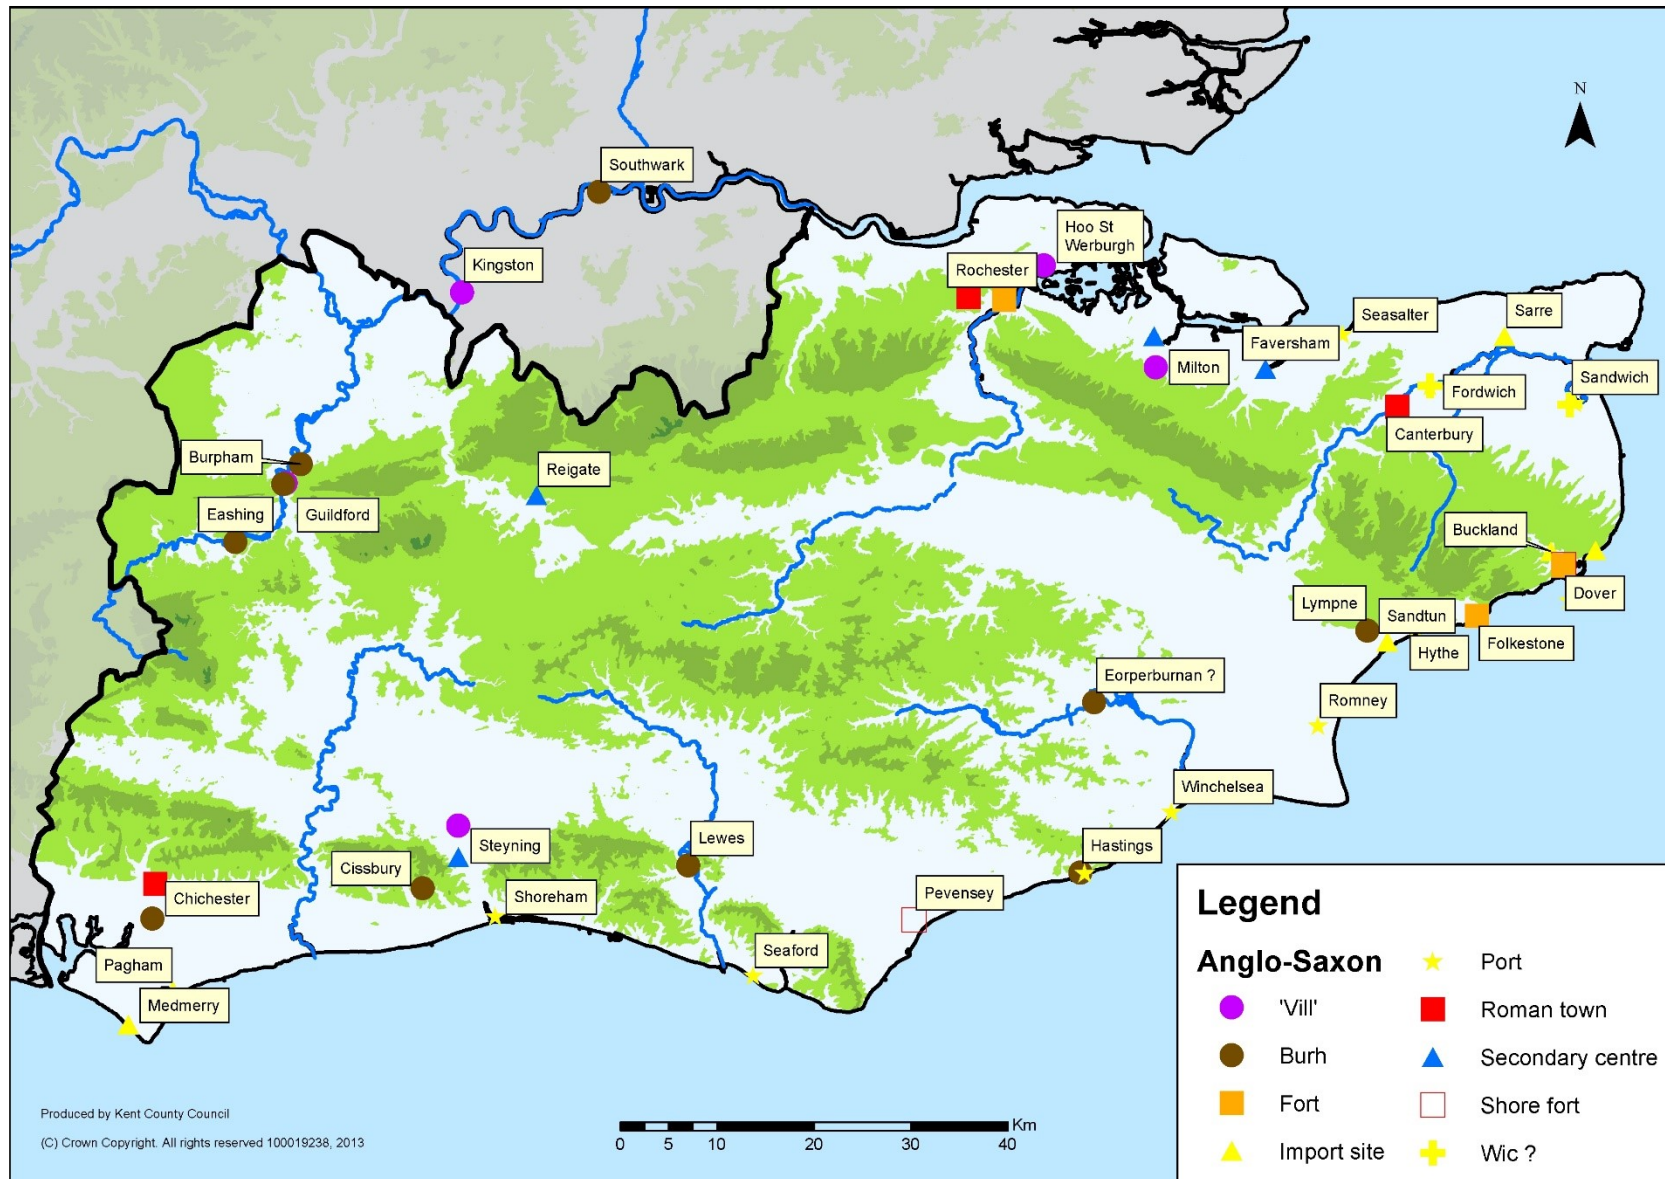 N
Southwark
Hoo St
Werburgh
Kingston
Rochester
Seasalter
Sarre
Faversham
Milton
Sandwich
Fordwich
Canterbury
Burpham
Reigate
Eashing
Guildford
Buckland
Dover
Lympne
Sandtun
Hythe
Folkestone
Eorperburnan ?
Romney
Winchelsea
Steyning
Lewes
Hastings
Cissbury
Chichester
Shoreham
Pevensey
Seaford
Pagham
Medmerry
Legend
Anglo-Saxon
'Vill'
Burh
Fort
Import site
Port
Roman town
Secondary centre
Shore fort
Wic ?
Produced by Kent County Council
(C) Crown Copyright. All rights reserved 100019238, 2013
Km
0 5 10 20 30 40